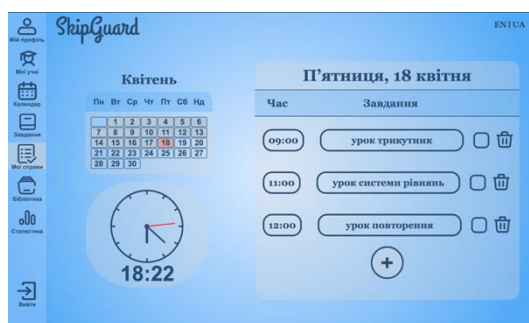 SkipGuard
EN | UA
Мій профіль
Мої учні
Календар
Завдання
Мої справи
Бібліотека
Статистика
Вийти
Квітень
Пн Вт Ср Чт Пт Сб Нд
1 2 3 4 5 6
7 8 9 10 11 12 13
14 15 16 17 18 19 20
21 22 23 24 25 26 27
28 29 30
18:22
П'ятниця, 18 квітня
Час Завдання
09:00 урок трикутник
11:00 урок системи рівнянь
12:00 урок повторення
+